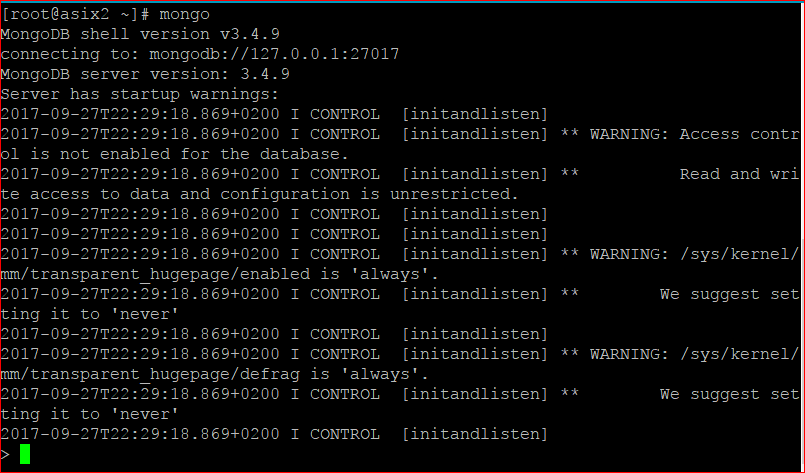 [root@asix2 ~]# mongo
MongoDB shell version v3.4.9
connecting to: mongodb://127.0.0.1:27017
MongoDB server version: 3.4.9
Server has startup warnings:
2017-09-27T22:29:18.869+0200 I CONTROL  [initandlisten]
2017-09-27T22:29:18.869+0200 I CONTROL  [initandlisten] ** WARNING: Access contr
ol is not enabled for the database.
2017-09-27T22:29:18.869+0200 I CONTROL  [initandlisten] **          Read and wri
te access to data and configuration is unrestricted.
2017-09-27T22:29:18.869+0200 I CONTROL  [initandlisten]
2017-09-27T22:29:18.869+0200 I CONTROL  [initandlisten]
2017-09-27T22:29:18.869+0200 I CONTROL  [initandlisten] ** WARNING: /sys/kernel/
mm/transparent_hugepage/enabled is 'always'.
2017-09-27T22:29:18.869+0200 I CONTROL  [initandlisten] **        We suggest set
ting it to 'never'
2017-09-27T22:29:18.869+0200 I CONTROL  [initandlisten]
2017-09-27T22:29:18.869+0200 I CONTROL  [initandlisten] ** WARNING: /sys/kernel/
mm/transparent_hugepage/defrag is 'always'.
2017-09-27T22:29:18.869+0200 I CONTROL  [initandlisten] **        We suggest set
ting it to 'never'
2017-09-27T22:29:18.869+0200 I CONTROL  [initandlisten]
>